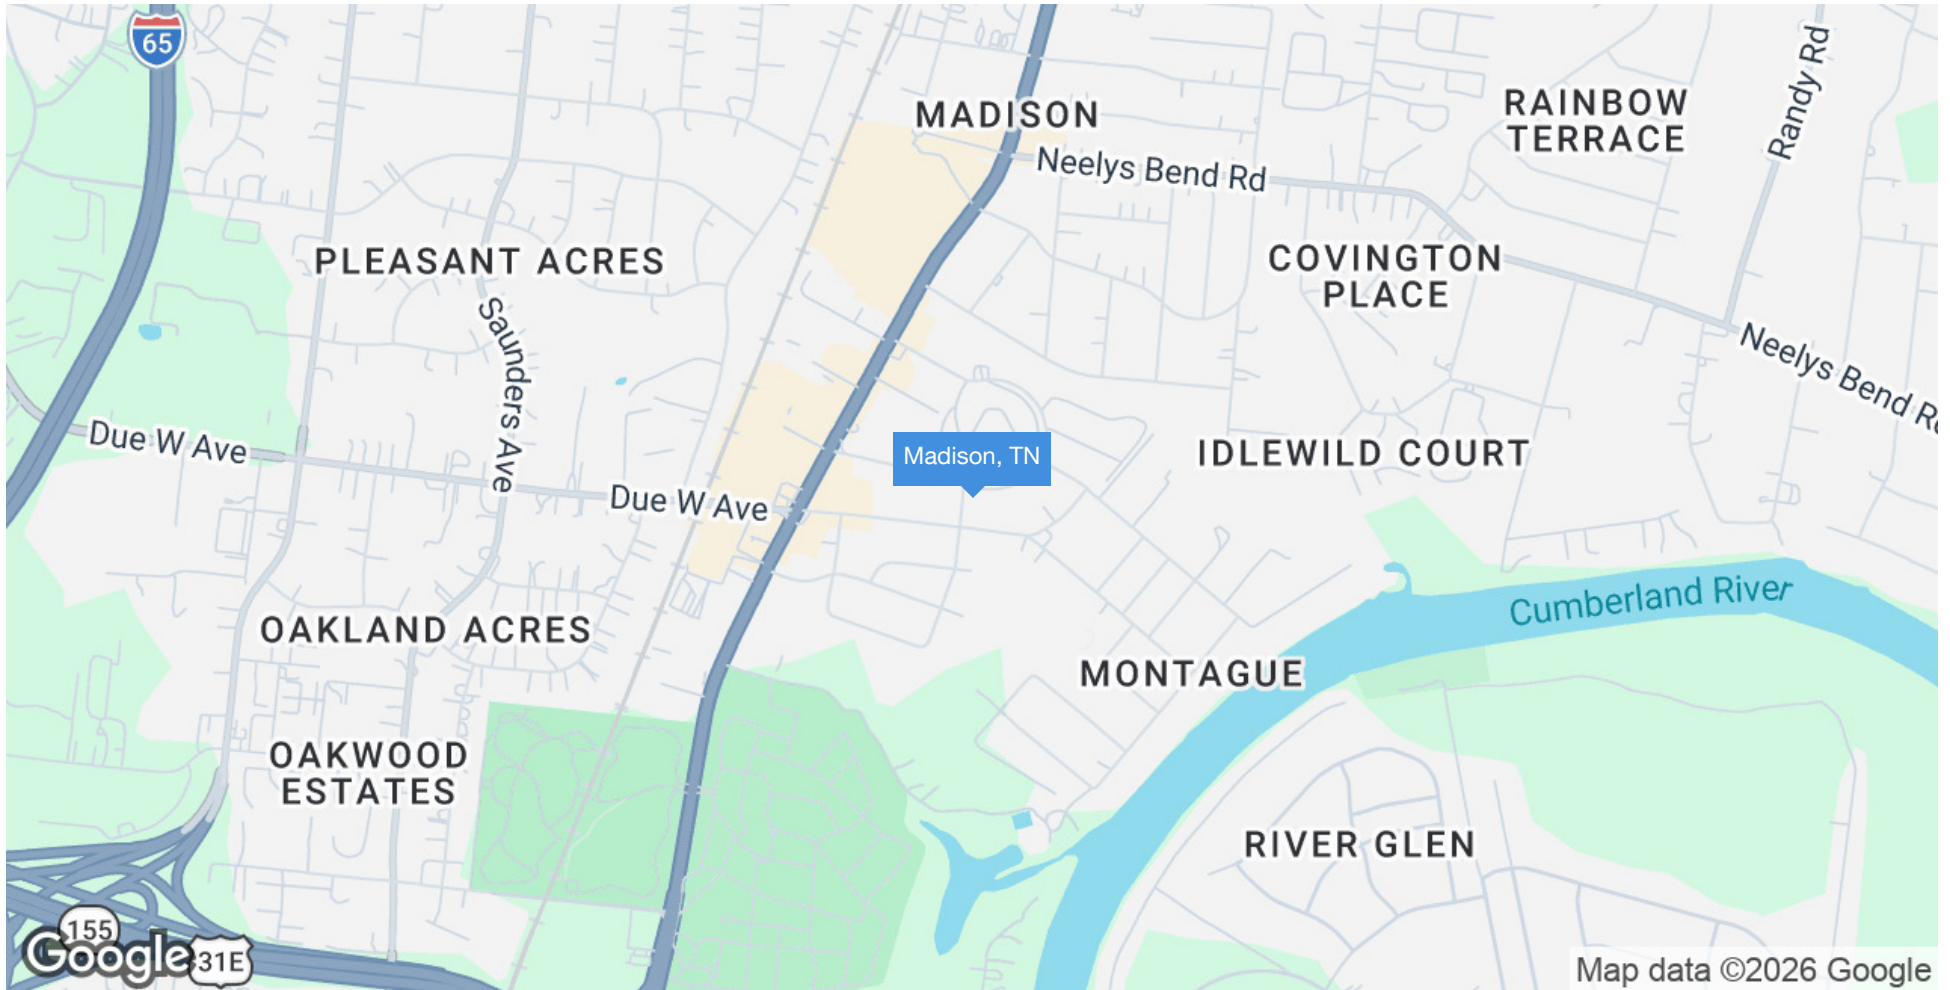 65
MADISON
RAINBOW
TERRACE
Randy Rd
Neelys Bend Rd
PLEASANT ACRES
COVINGTON
PLACE
Saunders Ave
Neelys Bend Rd
Due W Ave
Madison, TN
IDLEWILD COURT
Due W Ave
Cumberland River
OAKLAND ACRES
MONTAGUE
OAKWOOD
ESTATES
RIVER GLEN
155
Google
31E
Map data ©2026 Google